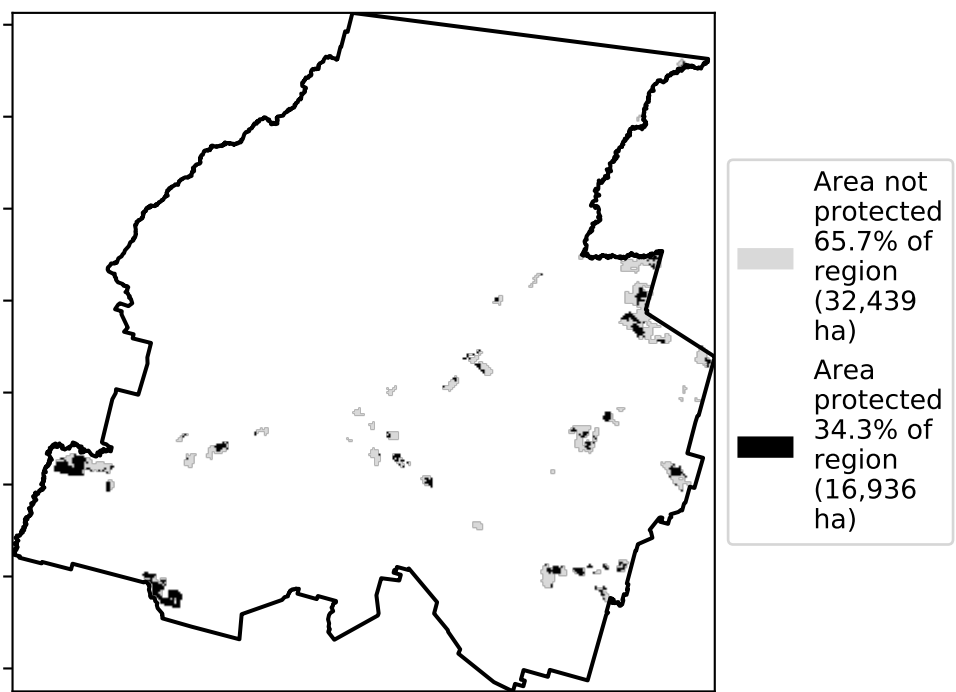 Area not
protected
65.7% of
region
(32,439
ha)
Area
protected
34.3% of
region
(16,936
ha)